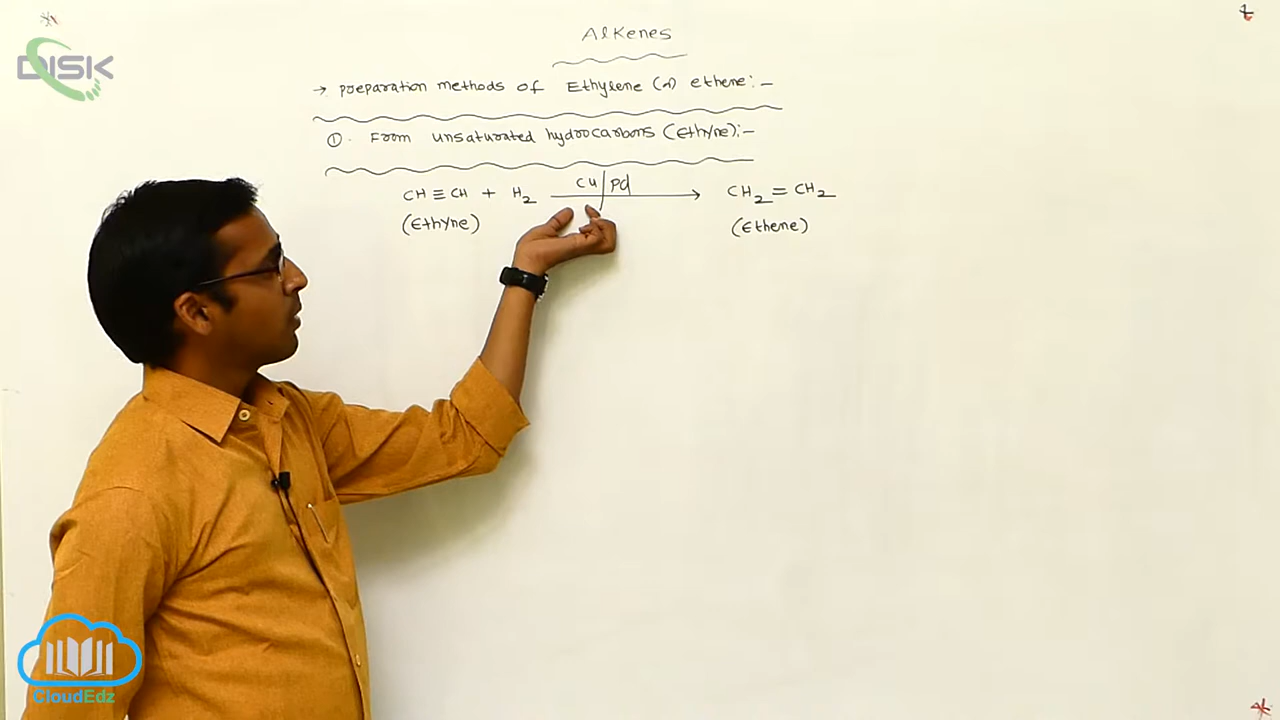 DISK
Alkenes
→ preparation methods of Ethylene (or) ethene:-
①. From unsaturated hydrocarbons (Ethyne):-
CH≡CH + H₂ Cu|Pd → CH₂=CH₂
(Ethyne) (Ethene)
CloudEdz